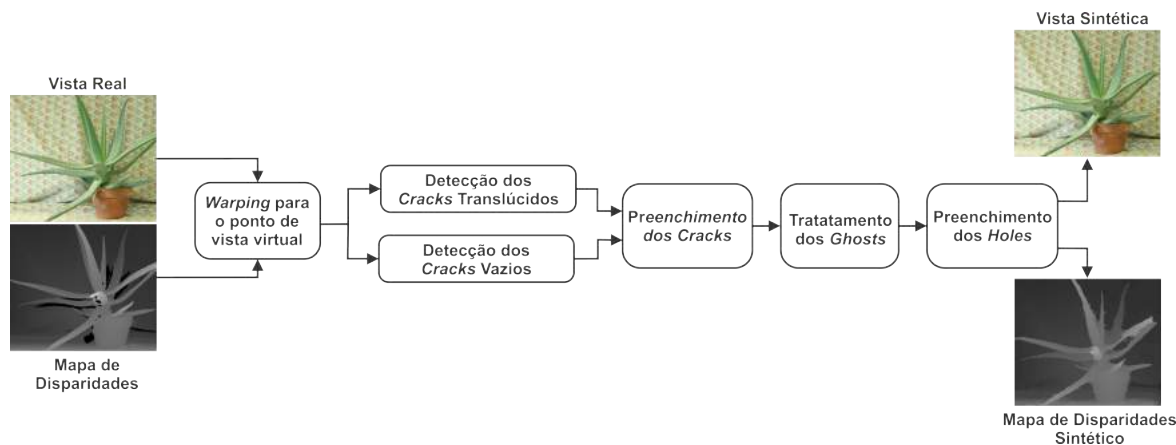 Vista Real
Mapa de
Disparidades
Warping para
o ponto de
vista virtual
Detecção dos
Cracks Translúcidos
Detecção dos
Cracks Vazios
Preenchimento
dos Cracks
Tratatamento
dos Ghosts
Preenchimento
dos Holes
Vista Sintética
Mapa de Disparidades
Sintético